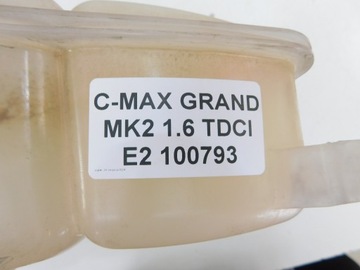 C-MAX GRAND
MK2 1.6 TDCI
E2 100793